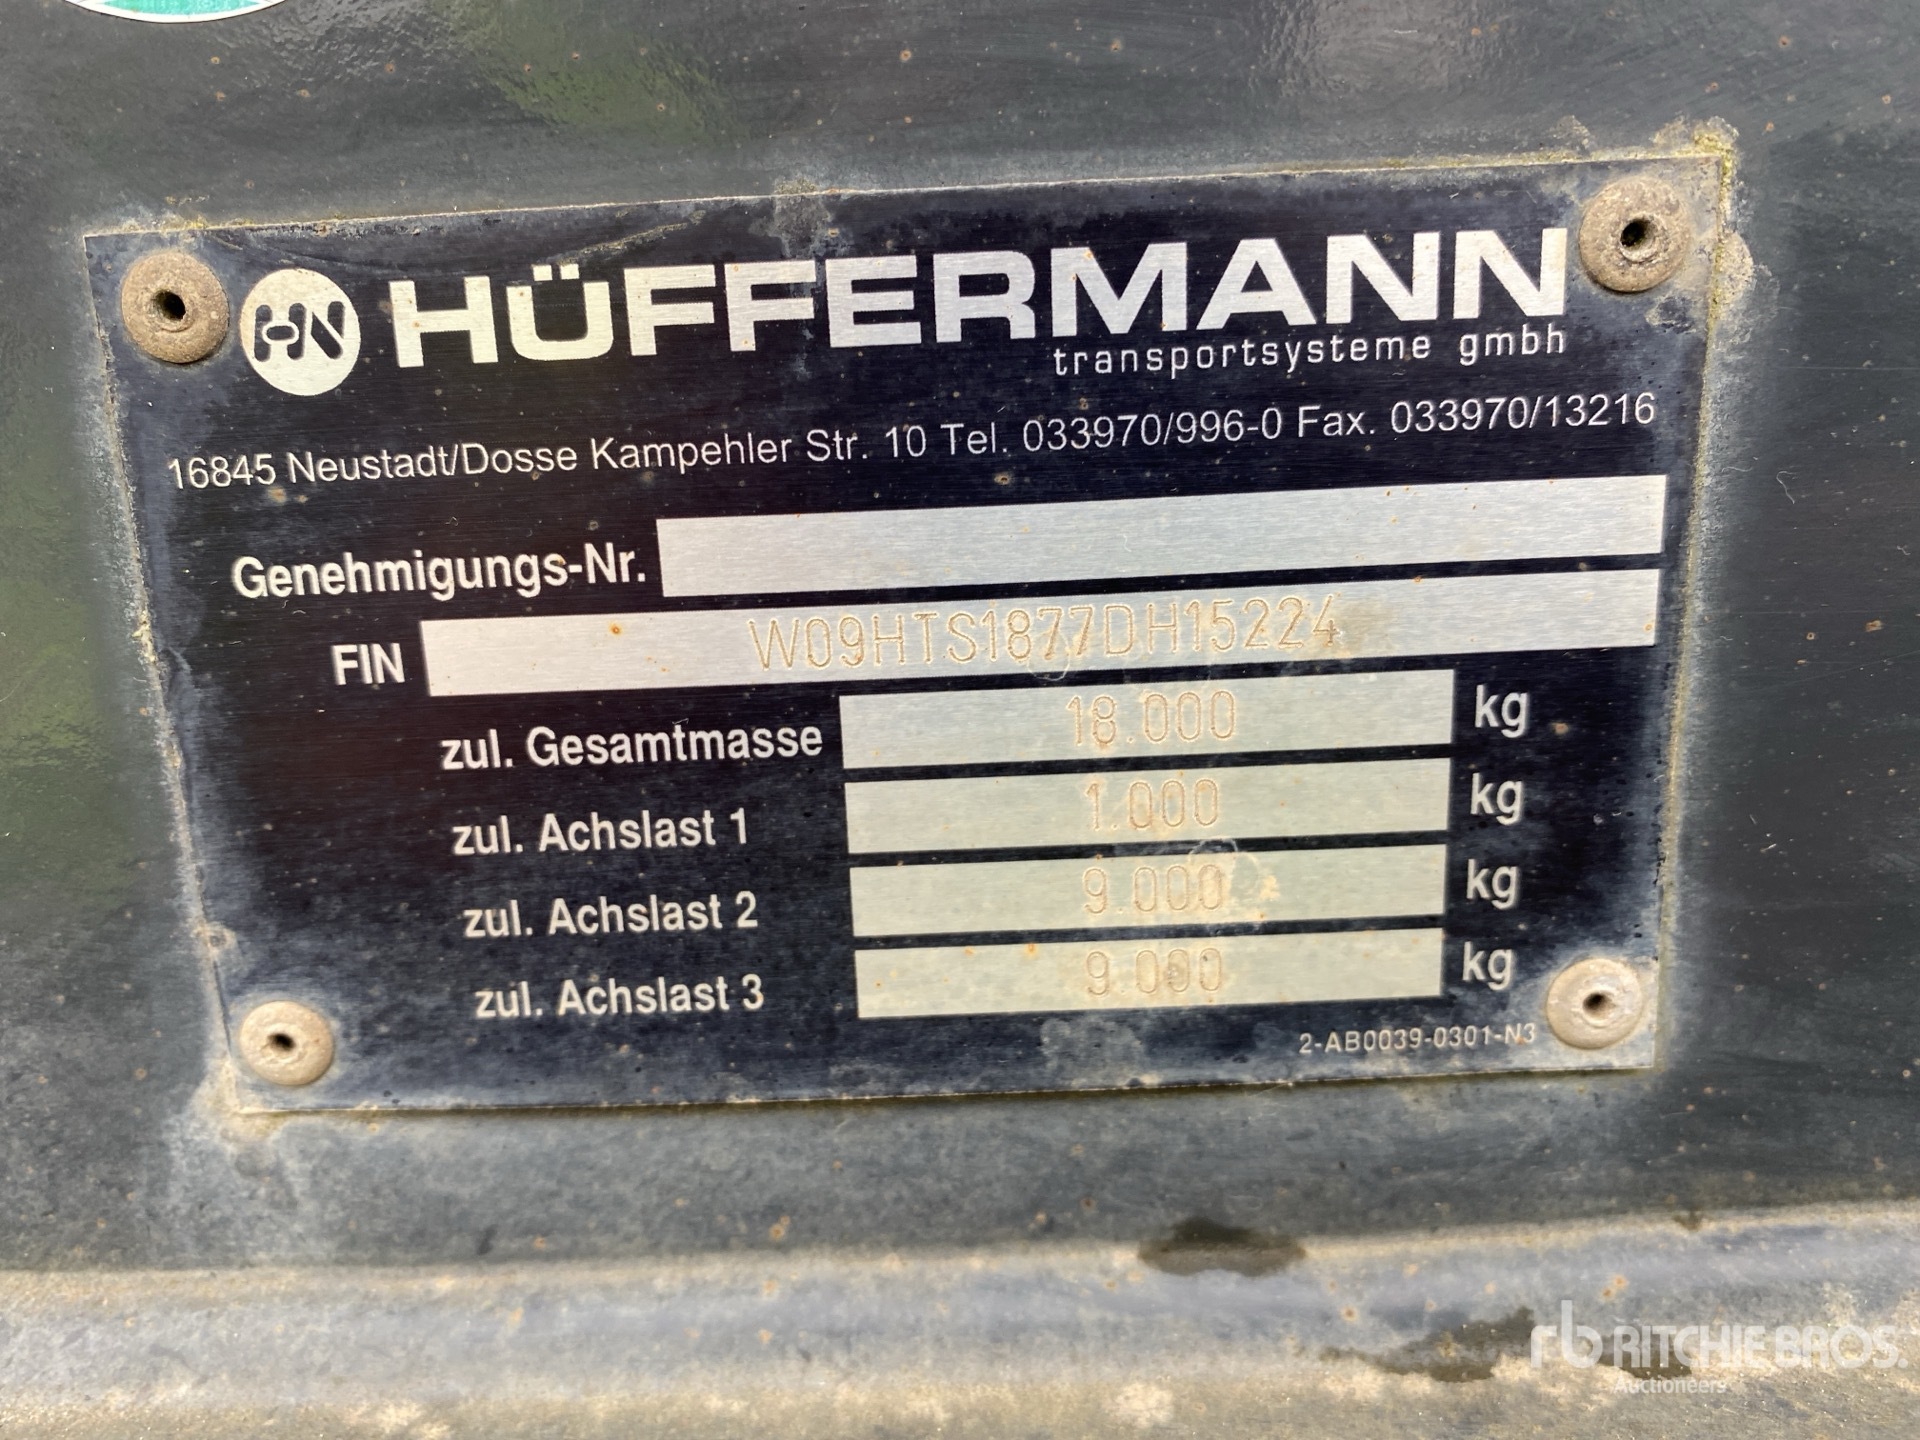 HN HÜFFERMANN
transportsysteme gmbh
16845 Neustadt/Dosse Kampehler Str. 10 Tel. 033970/996-0 Fax. 033970/13216
Genehmigungs-Nr.
FIN W09HTS1877DH15224
zul. Gesamtmasse 18.000 kg
zul. Achslast 1 1.000 kg
zul. Achslast 2 9.000 kg
zul. Achslast 3 9.000 kg
2-AB0039-0301-N3
rb RITCHIE BROS.
Auctioneers